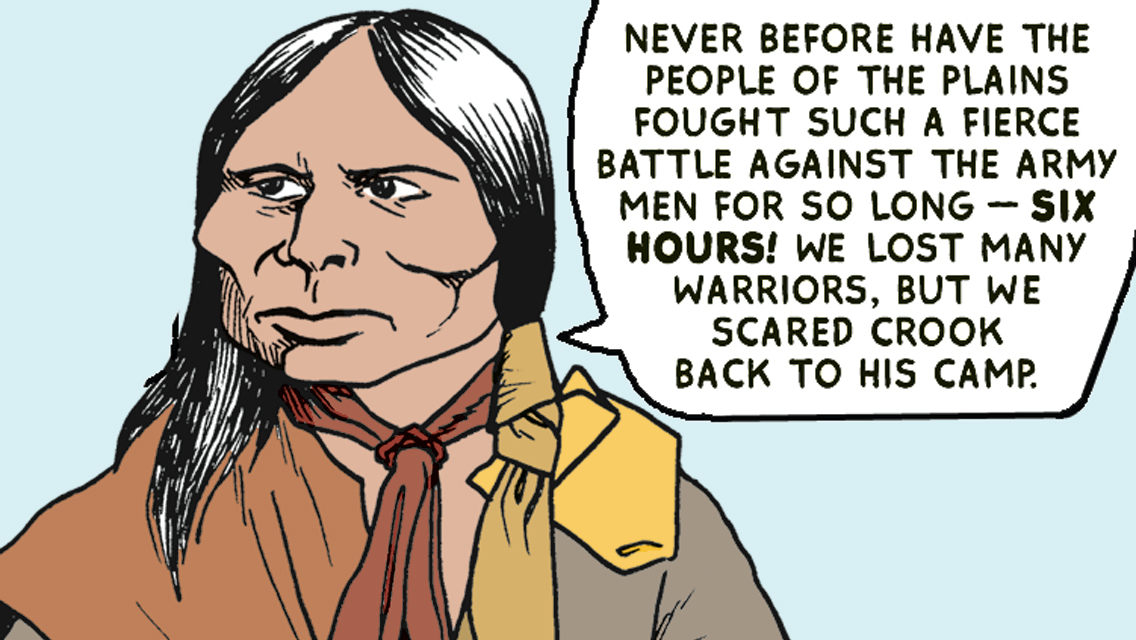 NEVER BEFORE HAVE THE
PEOPLE OF THE PLAINS
FOUGHT SUCH A FIERCE
BATTLE AGAINST THE ARMY
MEN FOR SO LONG — SIX
HOURS! WE LOST MANY
WARRIORS, BUT WE
SCARED CROOK
BACK TO HIS CAMP.